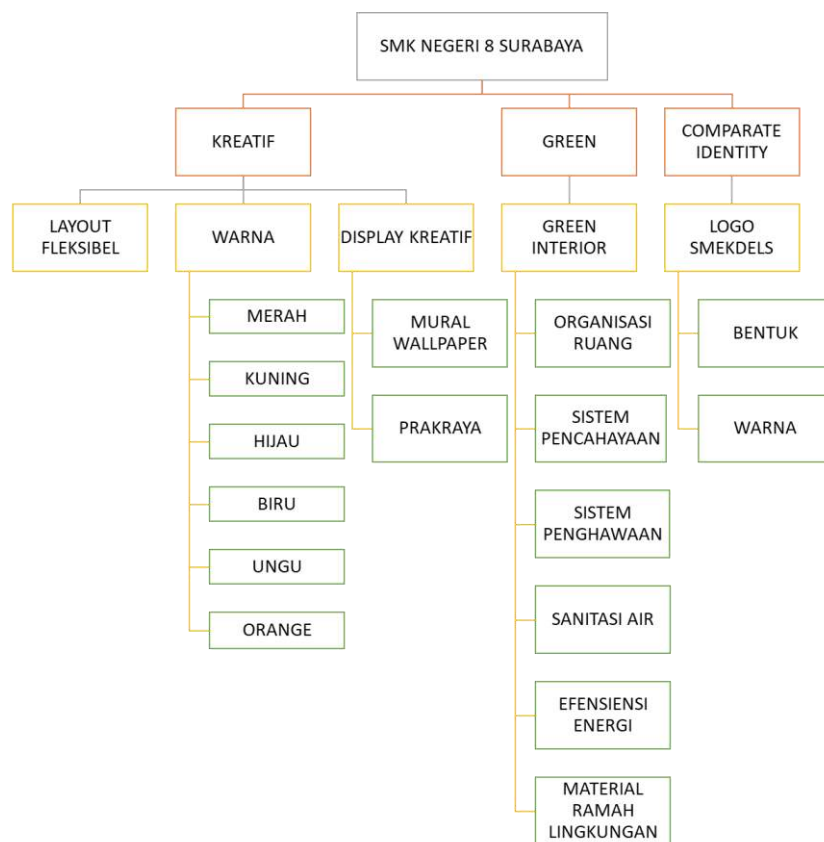 SMK NEGERI 8 SURABAYA
KREATIF
GREEN
COMPARATE
IDENTITY
LAYOUT
FLEKSIBEL
WARNA
DISPLAY KREATIF
GREEN
INTERIOR
LOGO
SMEKDELS
MERAH
KUNING
HIJAU
BIRU
UNGU
ORANGE
MURAL
WALLPAPER
PRAKRAYA
ORGANISASI
RUANG
SISTEM
PENCAHAYAAN
SISTEM
PENGHAWAAN
SANITASI AIR
EFENSIENSI
ENERGI
MATERIAL
RAMAH
LINGKUNGAN
BENTUK
WARNA